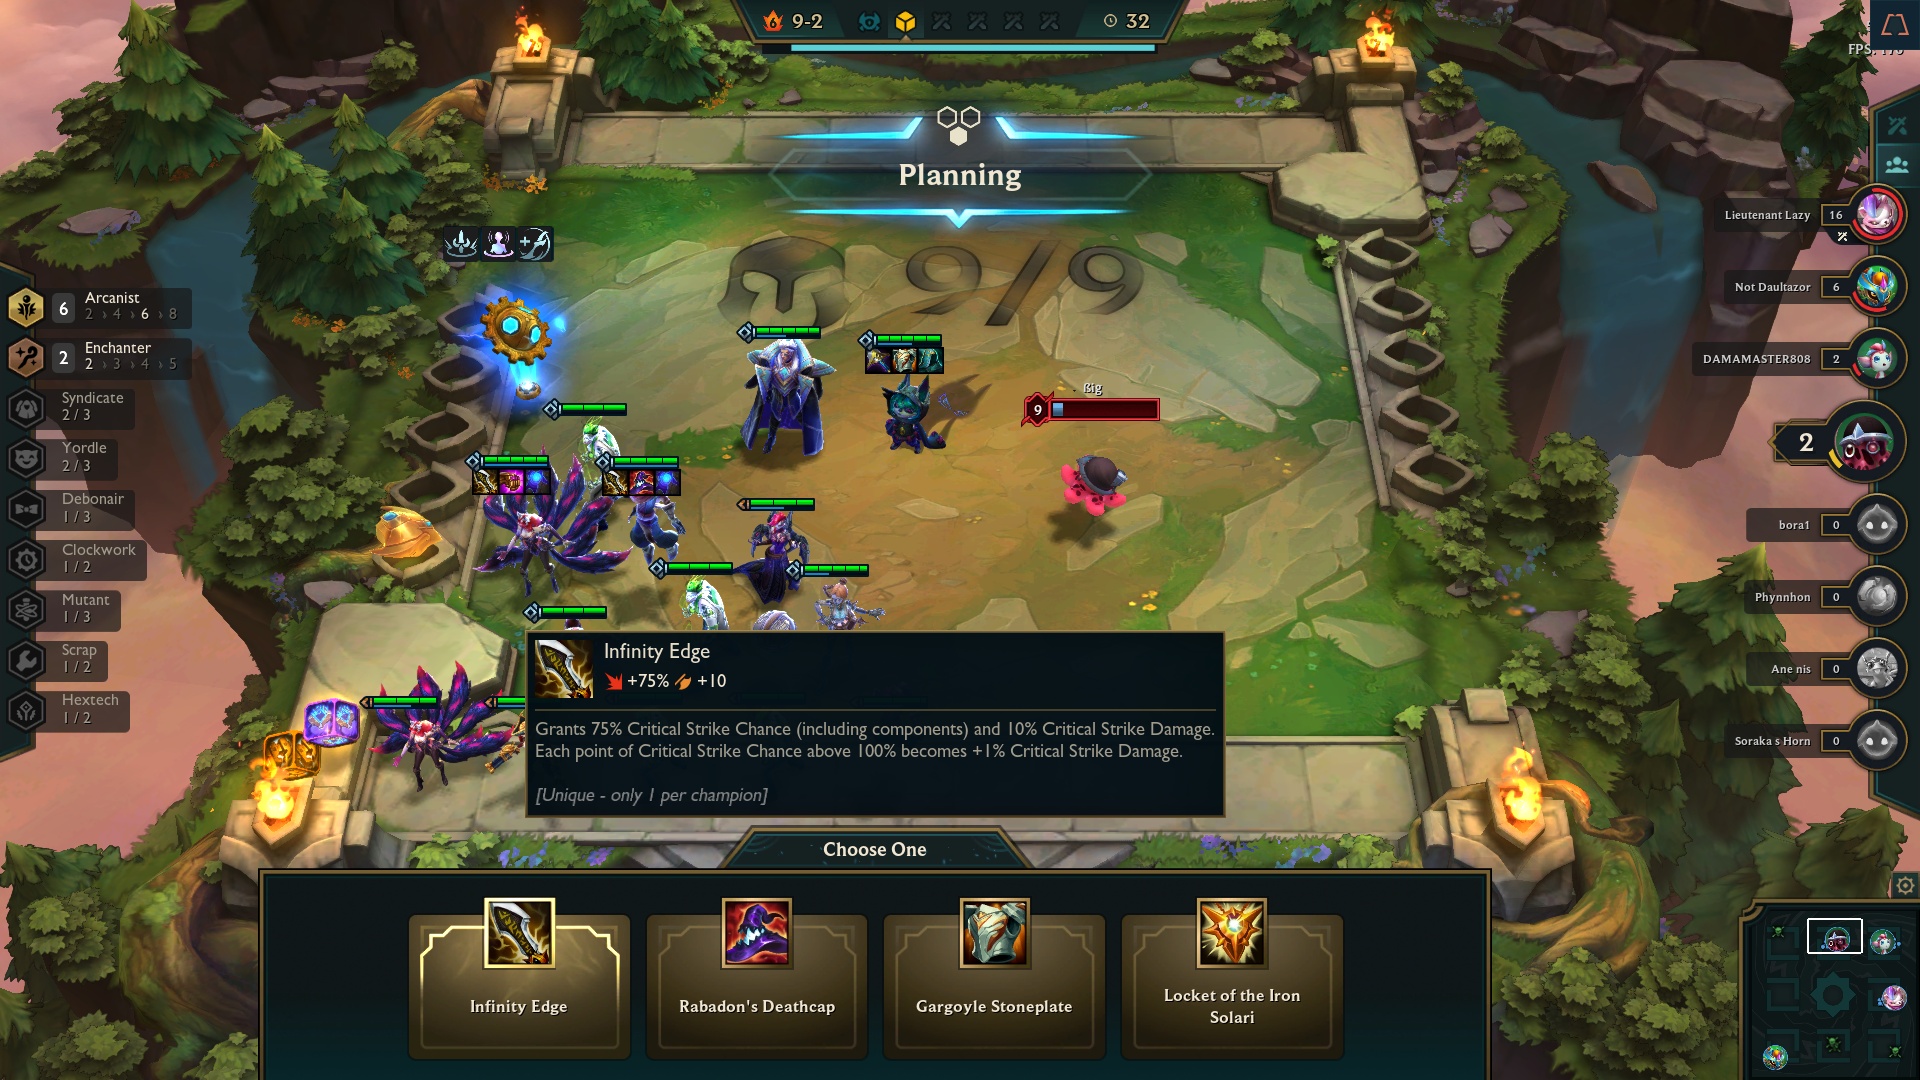 9-2
32
FPS:
Planning
9/9
Lieutenant Lazy
16
Not Daultazor
6
DAMAMASTER808
2
2
bora1
0
Phynnhon
0
Ane nis
0
Soraka s Horn
0
6
Arcanist
2 › 4 › 6 › 8
2
Enchanter
2 › 3 › 4 › 5
Syndicate
2 / 3
Yordle
2 / 3
Debonair
1 / 3
Clockwork
1 / 2
Mutant
1 / 3
Scrap
1 / 2
Hextech
1 / 2
Big
9
Infinity Edge
+75% +10
Grants 75% Critical Strike Chance (including components) and 10% Critical Strike Damage.
Each point of Critical Strike Chance above 100% becomes +1% Critical Strike Damage.
[Unique - only 1 per champion]
Choose One
Infinity Edge
Rabadon's Deathcap
Gargoyle Stoneplate
Locket of the Iron
Solari